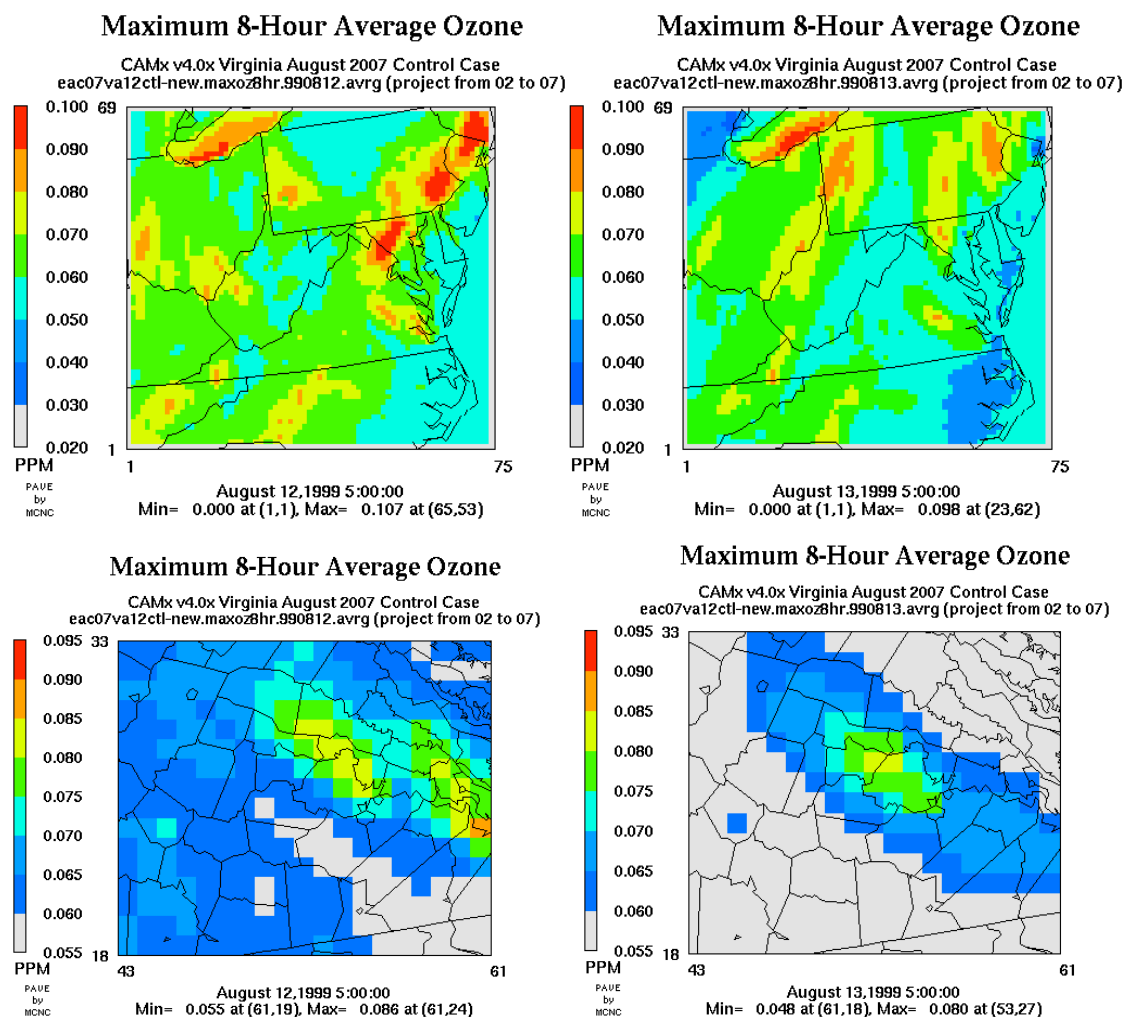 Maximum 8-Hour Average Ozone
CAMx v4.0x Virginia August 2007 Control Case
eac07va12ctl-new.maxoz8hr.990812.avrg (project from 02 to 07)
0.100
0.090
0.080
0.070
0.060
0.050
0.040
0.030
0.020
PPM
PAVE
by
MCNC
69
1
1
75
August 12,1999 5:00:00
Min= 0.000 at (1,1), Max= 0.107 at (65,53)
Maximum 8-Hour Average Ozone
CAMx v4.0x Virginia August 2007 Control Case
eac07va12ctl-new.maxoz8hr.990813.avrg (project from 02 to 07)
0.100
0.090
0.080
0.070
0.060
0.050
0.040
0.030
0.020
PPM
PAVE
by
MCNC
69
1
1
75
August 13,1999 5:00:00
Min= 0.000 at (1,1), Max= 0.098 at (23,62)
Maximum 8-Hour Average Ozone
CAMx v4.0x Virginia August 2007 Control Case
eac07va12ctl-new.maxoz8hr.990812.avrg (project from 02 to 07)
0.095
0.090
0.085
0.080
0.075
0.070
0.065
0.060
0.055
PPM
PAVE
by
MCNC
33
18
43
61
August 12,1999 5:00:00
Min= 0.055 at (61,19), Max= 0.086 at (61,24)
Maximum 8-Hour Average Ozone
CAMx v4.0x Virginia August 2007 Control Case
eac07va12ctl-new.maxoz8hr.990813.avrg (project from 02 to 07)
0.095
0.090
0.085
0.080
0.075
0.070
0.065
0.060
0.055
PPM
PAVE
by
MCNC
33
18
43
61
August 13,1999 5:00:00
Min= 0.048 at (61,18), Max= 0.080 at (53,27)